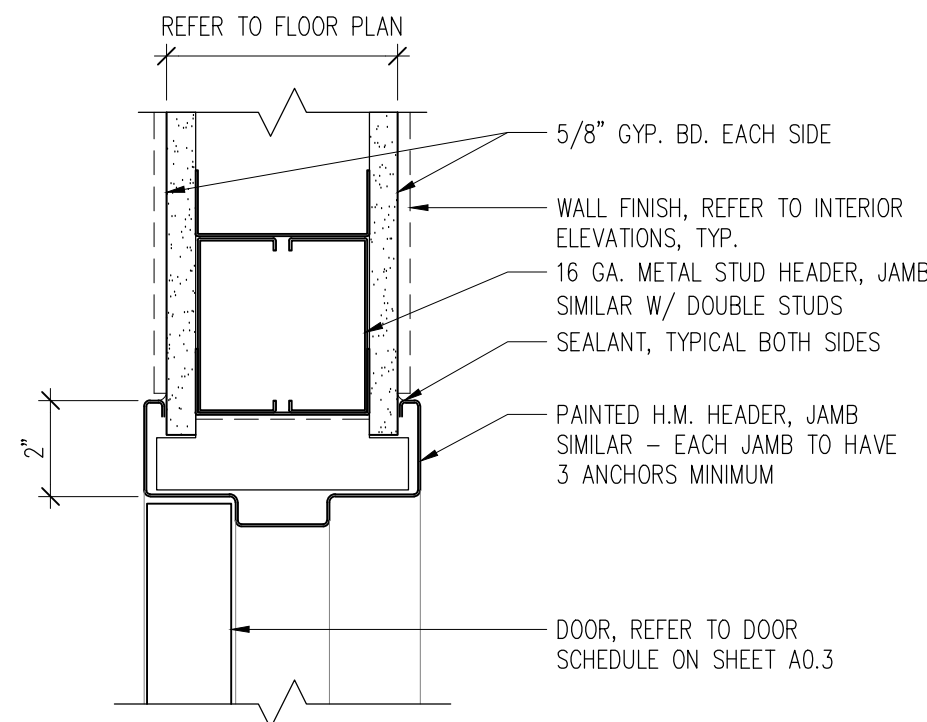 REFER TO FLOOR PLAN
5/8" GYP. BD. EACH SIDE
WALL FINISH, REFER TO INTERIOR
ELEVATIONS, TYP.
16 GA. METAL STUD HEADER, JAMB
SIMILAR W/ DOUBLE STUDS
SEALANT, TYPICAL BOTH SIDES
2"
PAINTED H.M. HEADER, JAMB
SIMILAR – EACH JAMB TO HAVE
3 ANCHORS MINIMUM
DOOR, REFER TO DOOR
SCHEDULE ON SHEET A0.3